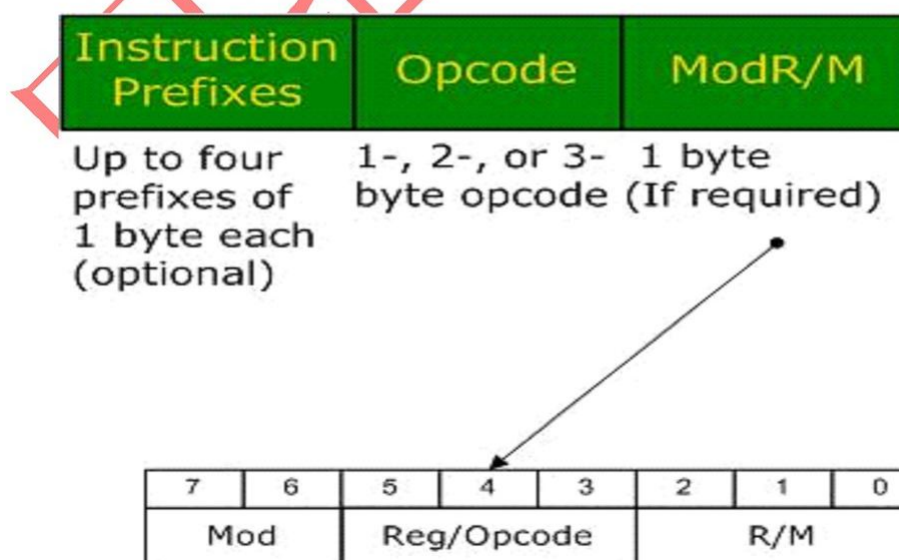 Instruction Prefixes
Opcode
ModR/M
Up to four
prefixes of
1 byte each
(optional)
1-, 2-, or 3-
byte opcode
1 byte
(If required)
7 6 5 4 3 2 1 0
Mod Reg/Opcode R/M